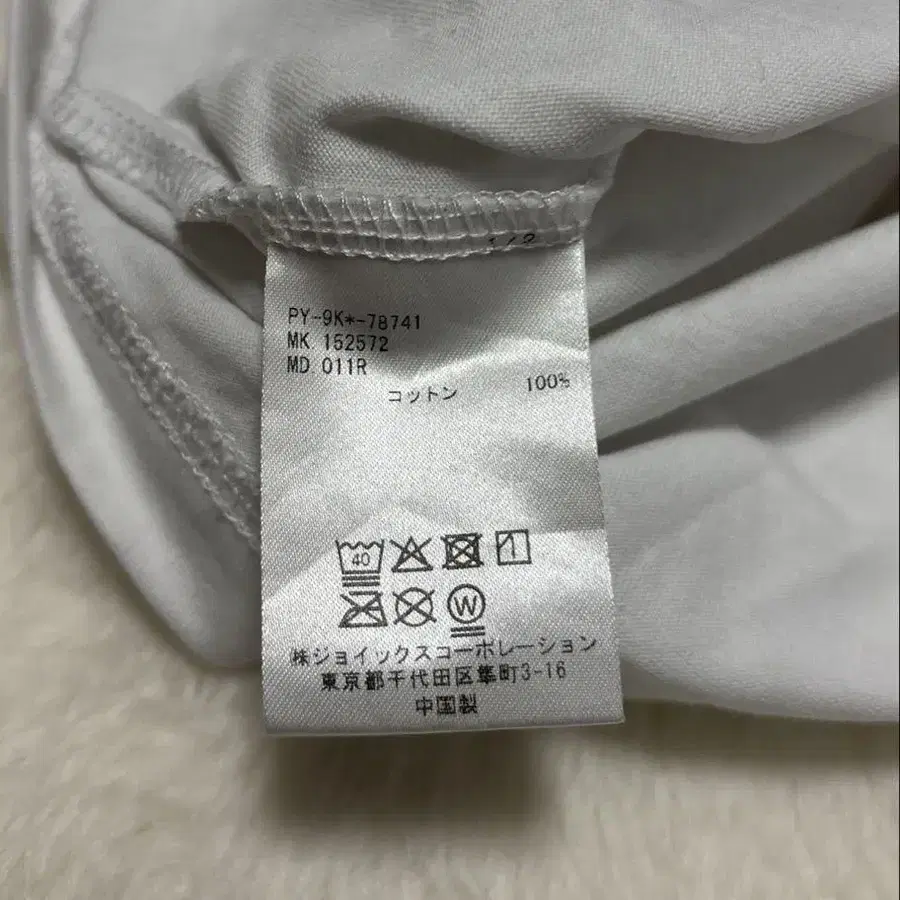 PY-9K*-78741
MK 152572
MD 011R
コットン 100%
40
W
株ジョイックスコーポレーション
東京都千代田区隼町3-16
中国製